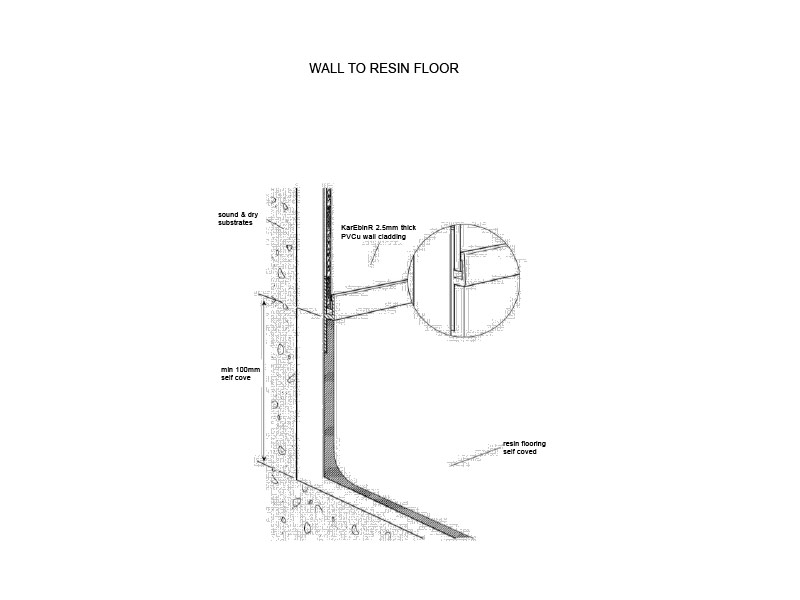 WALL TO RESIN FLOOR
sound & dry
substrates
KarEbinR 2.5mm thick
PVCu wall cladding
min 100mm
self cove
resin flooring
self coved